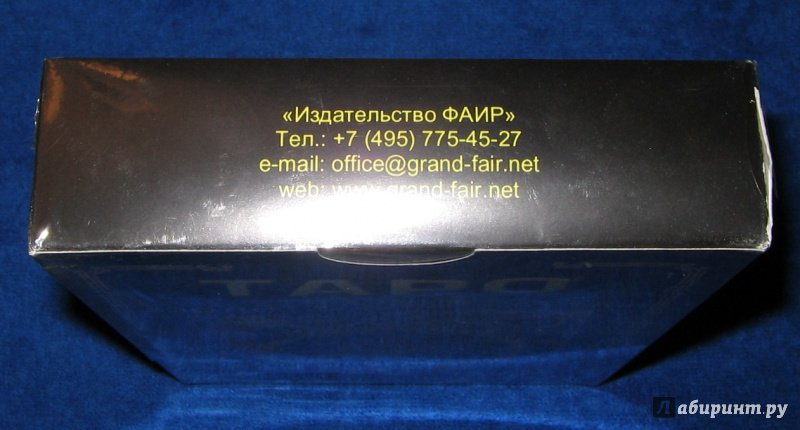 «Издательство ФАИР»
Тел.: +7 (495) 775-45-27
e-mail: office@grand-fair.net
web: www.grand-fair.net
ТАРО
Лабиринт.ру